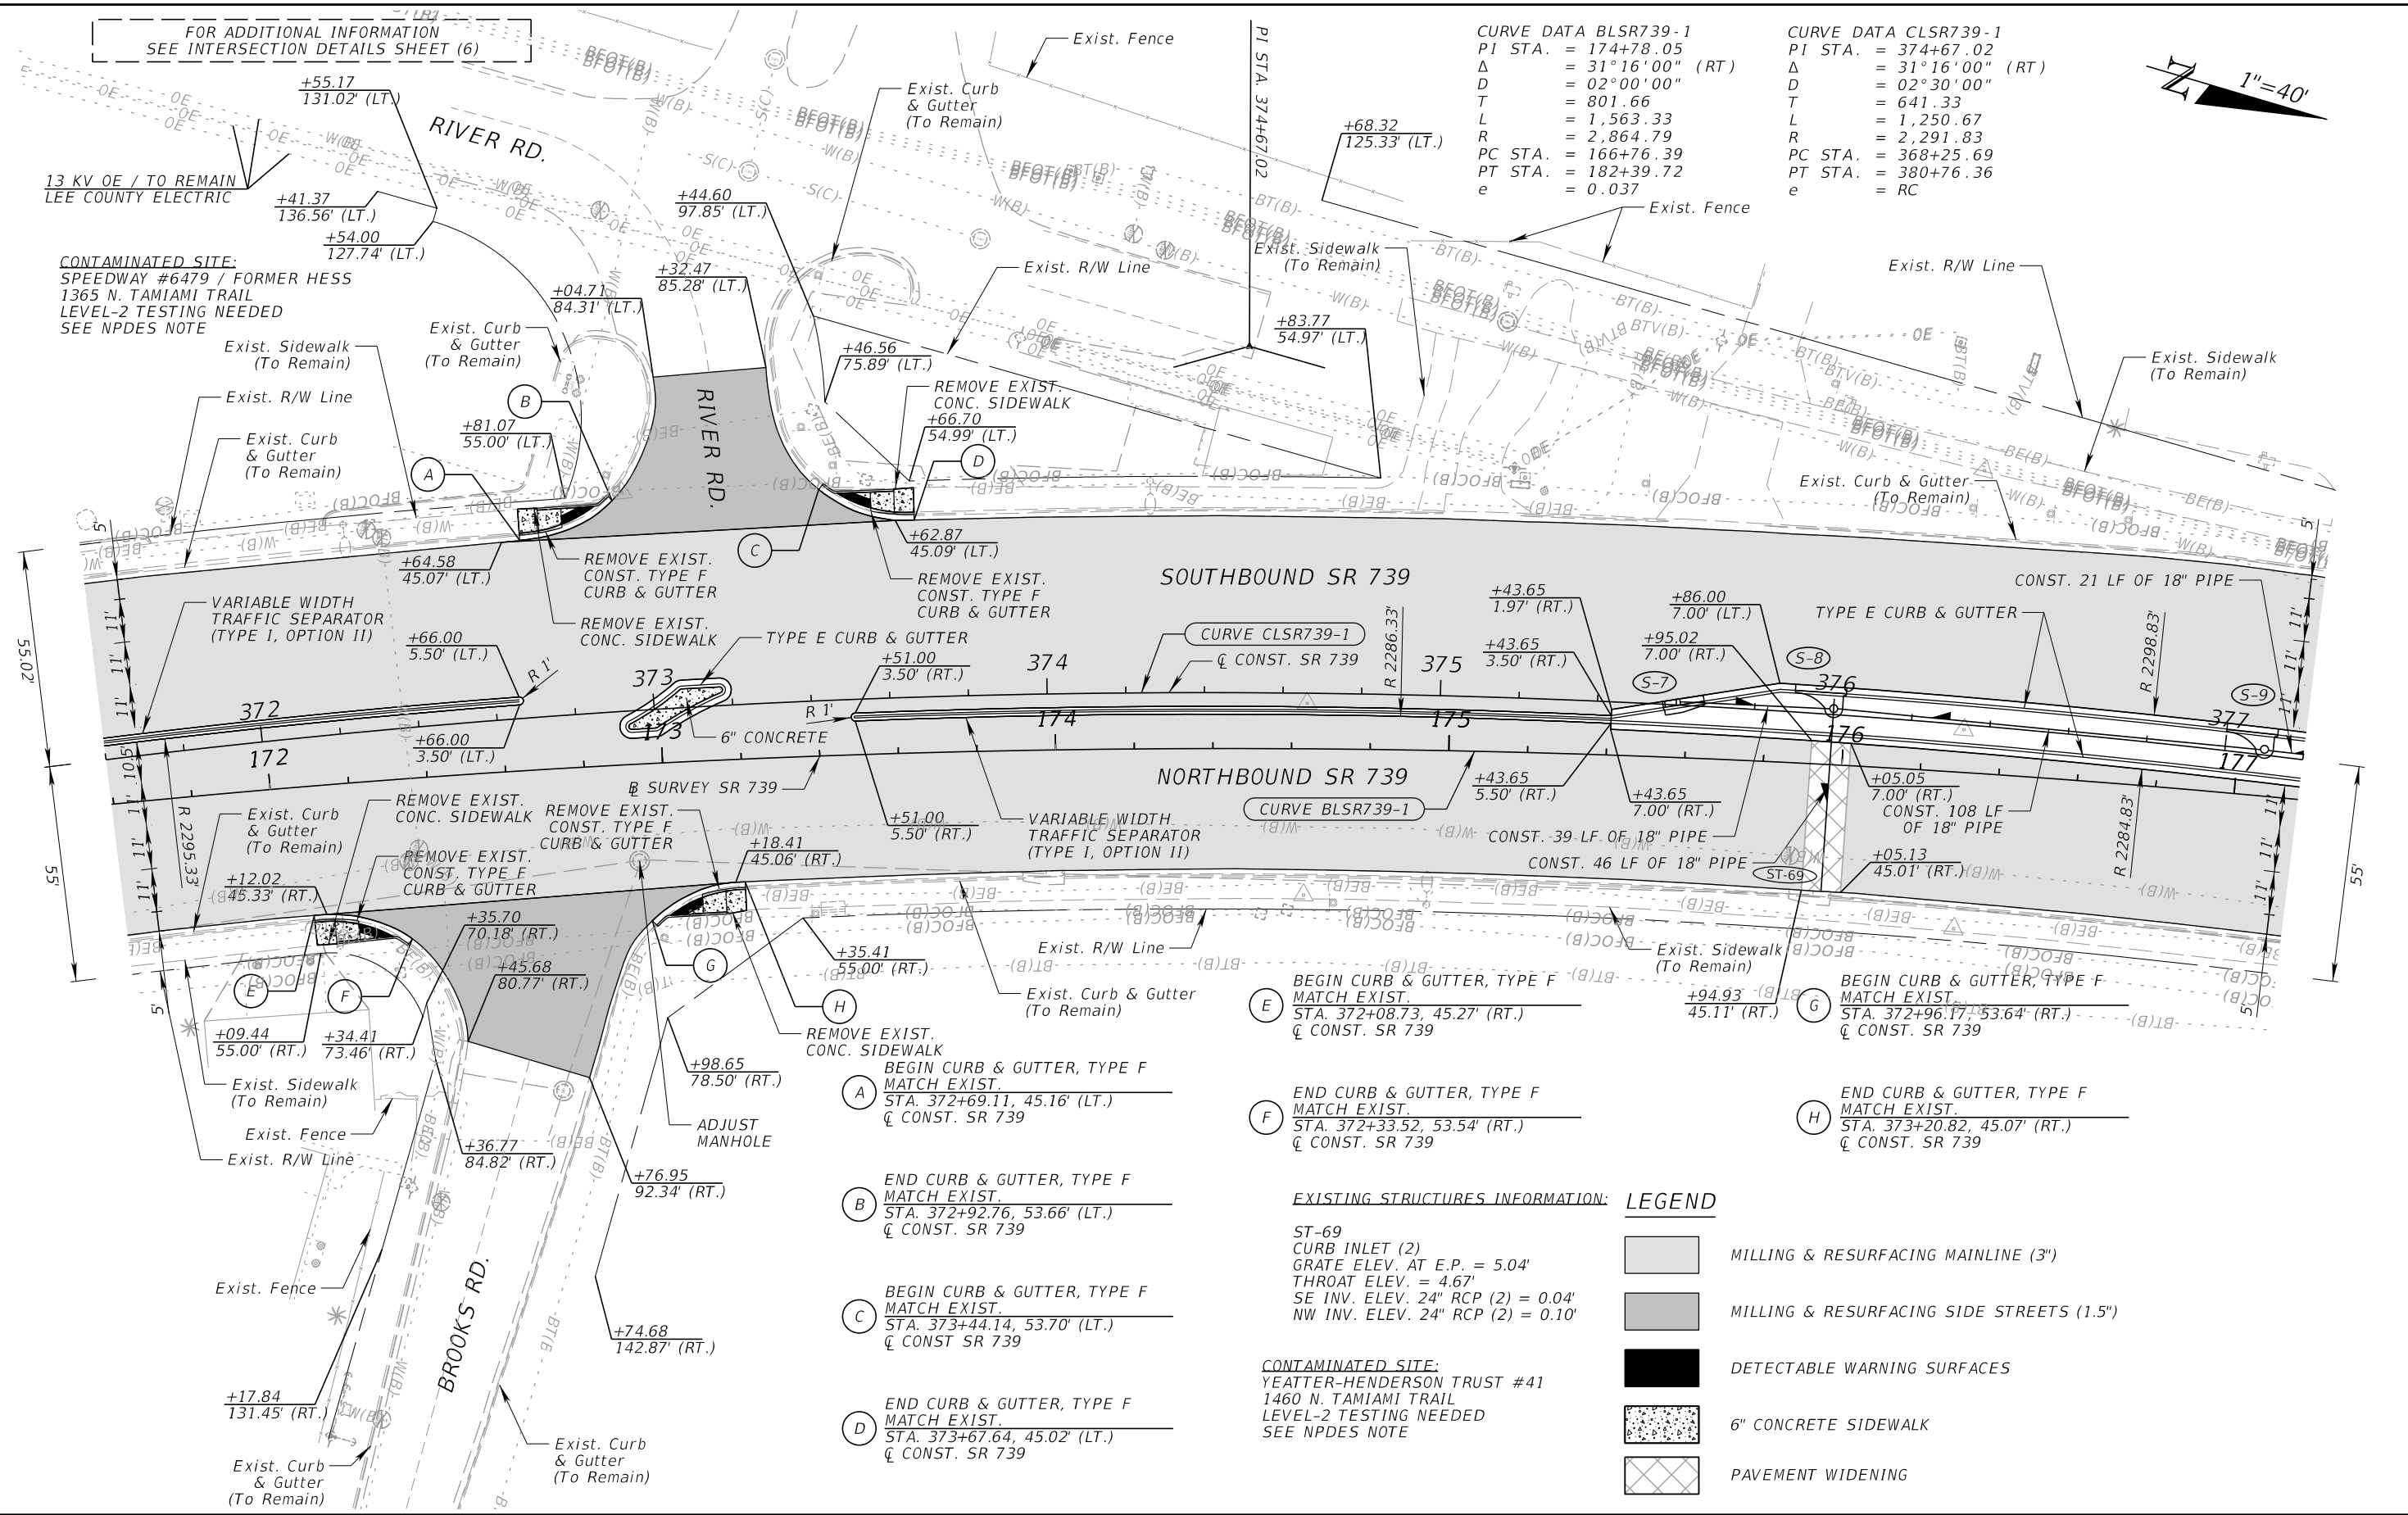 FOR ADDITIONAL INFORMATION
SEE INTERSECTION DETAILS SHEET (6)
CURVE DATA BLSR739-1
PI STA. = 174+78.05
Δ = 31°16'00" (RT)
D = 02°00'00"
T = 801.66
L = 1,563.33
R = 2,864.79
PC STA. = 166+76.39
PT STA. = 182+39.72
e = 0.037
CURVE DATA CLSR739-1
PI STA. = 374+67.02
Δ = 31°16'00" (RT)
D = 02°30'00"
T = 641.33
L = 1,250.67
R = 2,291.83
PC STA. = 368+25.69
PT STA. = 380+76.36
e = RC
N
1"=40'
PI STA. 374+67.02
Exist. Fence
+55.17
131.02' (LT.)
RIVER RD.
Exist. Curb
& Gutter
(To Remain)
+68.32
125.33' (LT.)
13 KV OE / TO REMAIN
LEE COUNTY ELECTRIC
+41.37
136.56' (LT.)
+54.00
127.74' (LT.)
+44.60
97.85' (LT.)
Exist. Fence
Exist. Sidewalk
(To Remain)
Exist. R/W Line
Exist. R/W Line
CONTAMINATED SITE:
SPEEDWAY #6479 / FORMER HESS
1365 N. TAMIAMI TRAIL
LEVEL-2 TESTING NEEDED
SEE NPDES NOTE
+32.47
85.28' (LT.)
+04.71
84.31' (LT.)
Exist. Curb
& Gutter
(To Remain)
+83.77
54.97' (LT.)
+46.56
75.89' (LT.)
Exist. Sidewalk
(To Remain)
Exist. Sidewalk
(To Remain)
Exist. R/W Line
REMOVE EXIST.
CONC. SIDEWALK
+66.70
54.99' (LT.)
B
+81.07
55.00' (LT.)
RIVER RD.
Exist. Curb
& Gutter
(To Remain)
A
D
C
Exist. Curb & Gutter
(To Remain)
+64.58
45.07' (LT.)
REMOVE EXIST.
CONST. TYPE F
CURB & GUTTER
+62.87
45.09' (LT.)
REMOVE EXIST.
CONST. TYPE F
CURB & GUTTER
SOUTHBOUND SR 739
CONST. 21 LF OF 18" PIPE
+43.65
1.97' (RT.)
+86.00
7.00' (LT.)
TYPE E CURB & GUTTER
VARIABLE WIDTH
TRAFFIC SEPARATOR
(TYPE I, OPTION II)
REMOVE EXIST.
CONC. SIDEWALK
TYPE E CURB & GUTTER
CURVE CLSR739-1
℄ CONST. SR 739
+66.00
5.50' (LT.)
R 1'
+51.00
3.50' (RT.)
R 2286.33'
+43.65
3.50' (RT.)
+95.02
7.00' (RT.)
R 2298.83'
S-7
S-8
S-9
372
373
374
375
376
377
172
173
174
175
176
177
R 1'
6" CONCRETE
+66.00
3.50' (LT.)
5'
11'
11'
11'
55.02'
10.5'
11'
11'
11'
55'
5'
5'
11'
11'
11'
11'
11'
55'
5'
B SURVEY SR 739
NORTHBOUND SR 739
CURVE BLSR739-1
+43.65
5.50' (RT.)
+43.65
7.00' (RT.)
+05.05
7.00' (RT.)
CONST. 108 LF
OF 18" PIPE
R 2284.83'
R 2295.33'
Exist. Curb
& Gutter
(To Remain)
REMOVE EXIST.
CONC. SIDEWALK
REMOVE EXIST.
CONST. TYPE F
CURB & GUTTER
REMOVE EXIST.
CONST. TYPE F
CURB & GUTTER
+51.00
5.50' (RT.)
VARIABLE WIDTH
TRAFFIC SEPARATOR
(TYPE I, OPTION II)
CONST. 39 LF OF 18" PIPE
CONST. 46 LF OF 18" PIPE
ST-69
+05.13
45.01' (RT.)
+18.41
45.06' (RT.)
+12.02
45.33' (RT.)
+35.70
70.18' (RT.)
+45.68
80.77' (RT.)
E
F
G
H
+35.41
55.00' (RT.)
Exist. R/W Line
Exist. Curb & Gutter
(To Remain)
Exist. Sidewalk
(To Remain)
+94.93
45.11' (RT.)
+09.44
55.00' (RT.)
+34.41
73.46' (RT.)
REMOVE EXIST.
CONC. SIDEWALK
+98.65
78.50' (RT.)
ADJUST
MANHOLE
Exist. Sidewalk
(To Remain)
Exist. Fence
Exist. R/W Line
+36.77
84.82' (RT.)
+76.95
92.34' (RT.)
Exist. Fence
BROOKS RD.
+74.68
142.87' (RT.)
+17.84
131.45' (RT.)
Exist. Curb
& Gutter
(To Remain)
Exist. Curb
& Gutter
(To Remain)
A
BEGIN CURB & GUTTER, TYPE F
MATCH EXIST.
STA. 372+69.11, 45.16' (LT.)
℄ CONST. SR 739
B
END CURB & GUTTER, TYPE F
MATCH EXIST.
STA. 372+92.76, 53.66' (LT.)
℄ CONST. SR 739
C
BEGIN CURB & GUTTER, TYPE F
MATCH EXIST.
STA. 373+44.14, 53.70' (LT.)
℄ CONST SR 739
D
END CURB & GUTTER, TYPE F
MATCH EXIST.
STA. 373+67.64, 45.02' (LT.)
℄ CONST. SR 739
E
BEGIN CURB & GUTTER, TYPE F
MATCH EXIST.
STA. 372+08.73, 45.27' (RT.)
℄ CONST. SR 739
F
END CURB & GUTTER, TYPE F
MATCH EXIST.
STA. 372+33.52, 53.54' (RT.)
℄ CONST. SR 739
G
BEGIN CURB & GUTTER, TYPE F
MATCH EXIST.
STA. 372+96.17, 53.64' (RT.)
℄ CONST. SR 739
H
END CURB & GUTTER, TYPE F
MATCH EXIST.
STA. 373+20.82, 45.07' (RT.)
℄ CONST. SR 739
EXISTING STRUCTURES INFORMATION:
ST-69
CURB INLET (2)
GRATE ELEV. AT E.P. = 5.04'
THROAT ELEV. = 4.67'
SE INV. ELEV. 24" RCP (2) = 0.04'
NW INV. ELEV. 24" RCP (2) = 0.10'
CONTAMINATED SITE:
YEATTER-HENDERSON TRUST #41
1460 N. TAMIAMI TRAIL
LEVEL-2 TESTING NEEDED
SEE NPDES NOTE
LEGEND
MILLING & RESURFACING MAINLINE (3")
MILLING & RESURFACING SIDE STREETS (1.5")
DETECTABLE WARNING SURFACES
6" CONCRETE SIDEWALK
PAVEMENT WIDENING